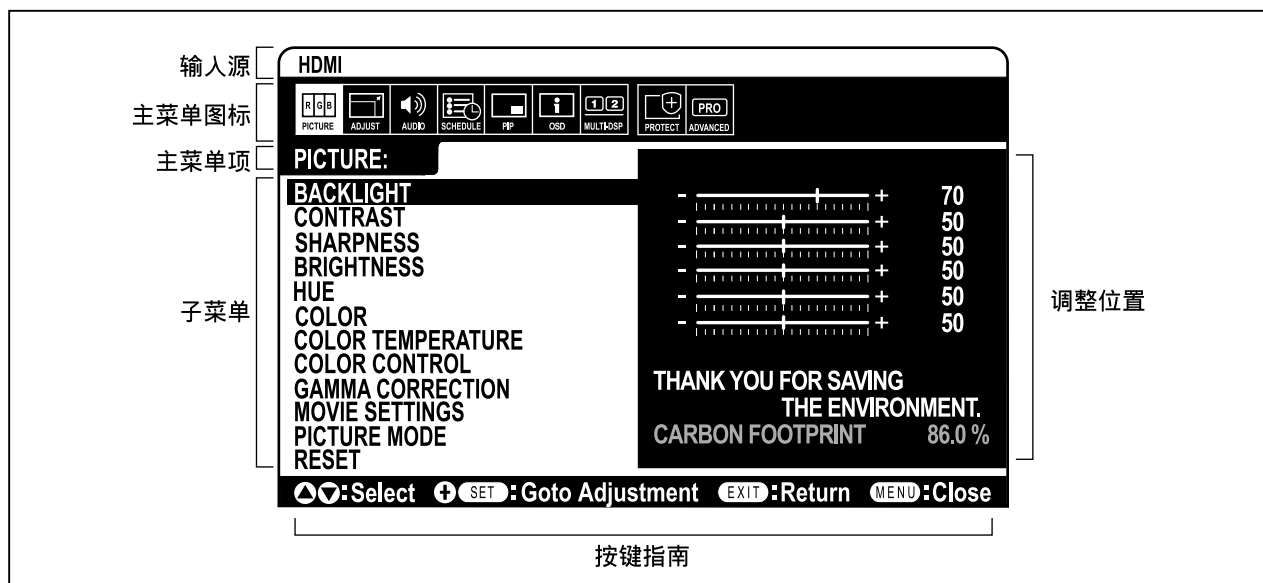 输入源
HDMI
主菜单图标
R G B
PICTURE
ADJUST
AUDIO
SCHEDULE
PIP
OSD
1 2
MULTI-DSP
PROTECT
PRO
ADVANCED
主菜单项
PICTURE:
子菜单
BACKLIGHT
CONTRAST
SHARPNESS
BRIGHTNESS
HUE
COLOR
COLOR TEMPERATURE
COLOR CONTROL
GAMMA CORRECTION
MOVIE SETTINGS
PICTURE MODE
RESET
- + 70
- + 50
- + 50
- + 50
- + 50
- + 50
THANK YOU FOR SAVING
THE ENVIRONMENT.
CARBON FOOTPRINT 86.0 %
调整位置
:Select + SET :Goto Adjustment EXIT :Return MENU :Close
按键指南